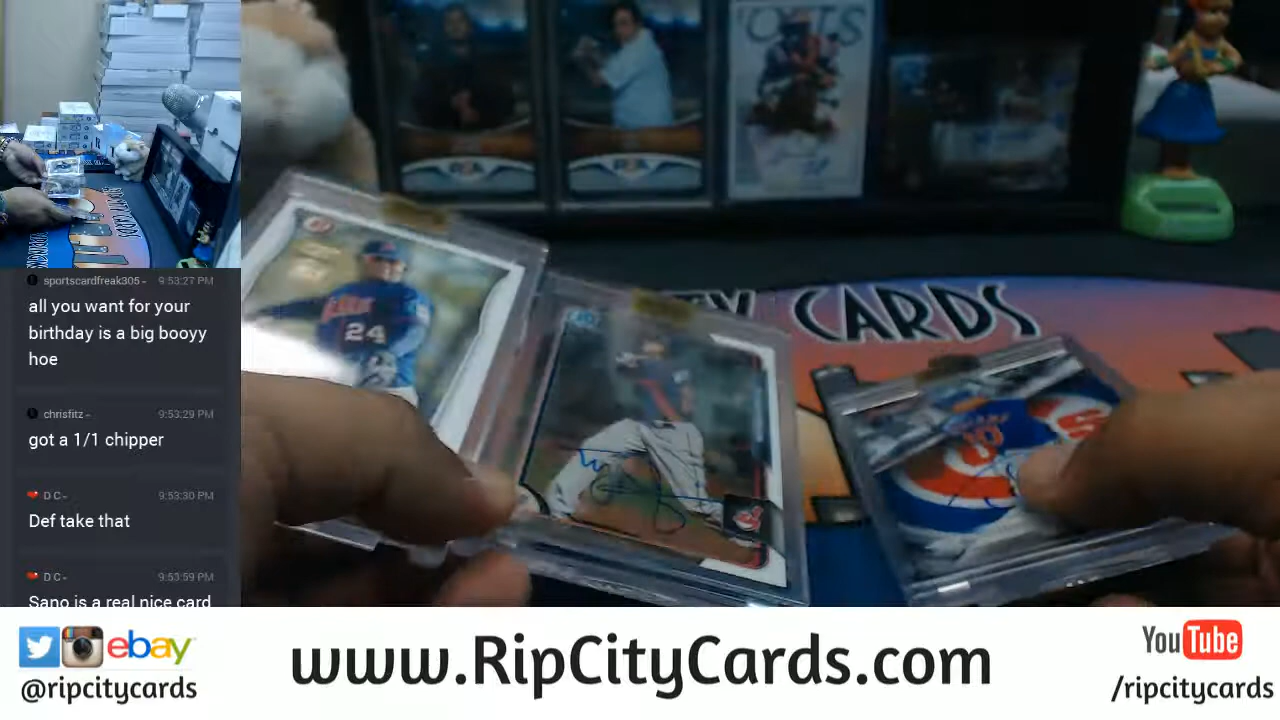 sportscardfreak305 - 9:53:27 PM
all you want for your
birthday is a big booyy
hoe
chrisfitz - 9:53:29 PM
got a 1/1 chipper
D C - 9:53:30 PM
Def take that
D C - 9:53:59 PM
Sano is a real nice card
TY CARDS
24
ebay
@ripcitycards
www.RipCityCards.com
YouTube
/ripcitycards